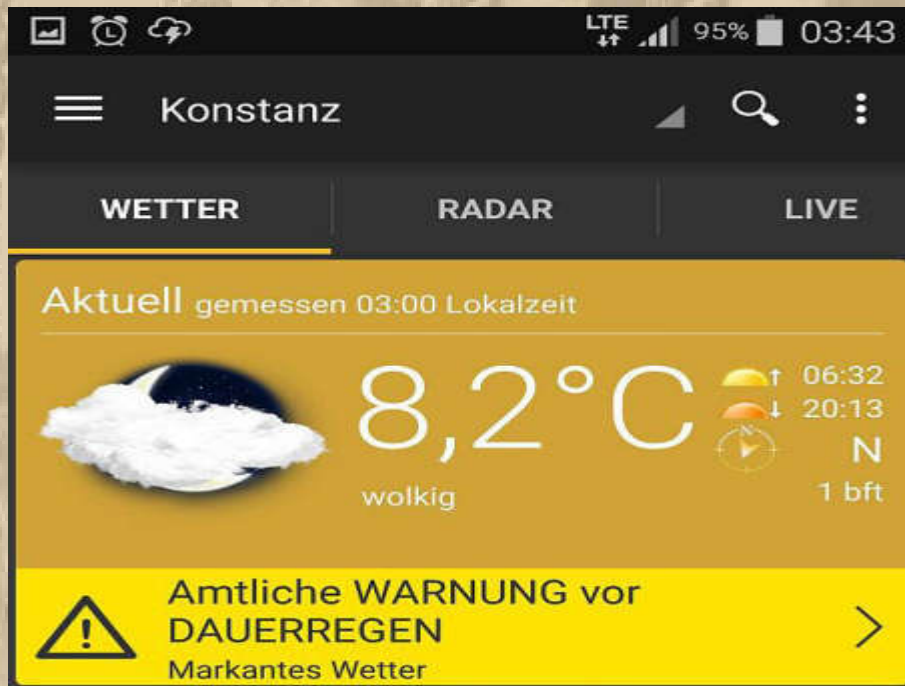 LTE 95% 03:43
Konstanz
WETTER RADAR LIVE
Aktuell gemessen 03:00 Lokalzeit
8,2°C
06:32
20:13
N
N
1 bft
wolkig
Amtliche WARNUNG vor
DAUERREGEN
Markantes Wetter